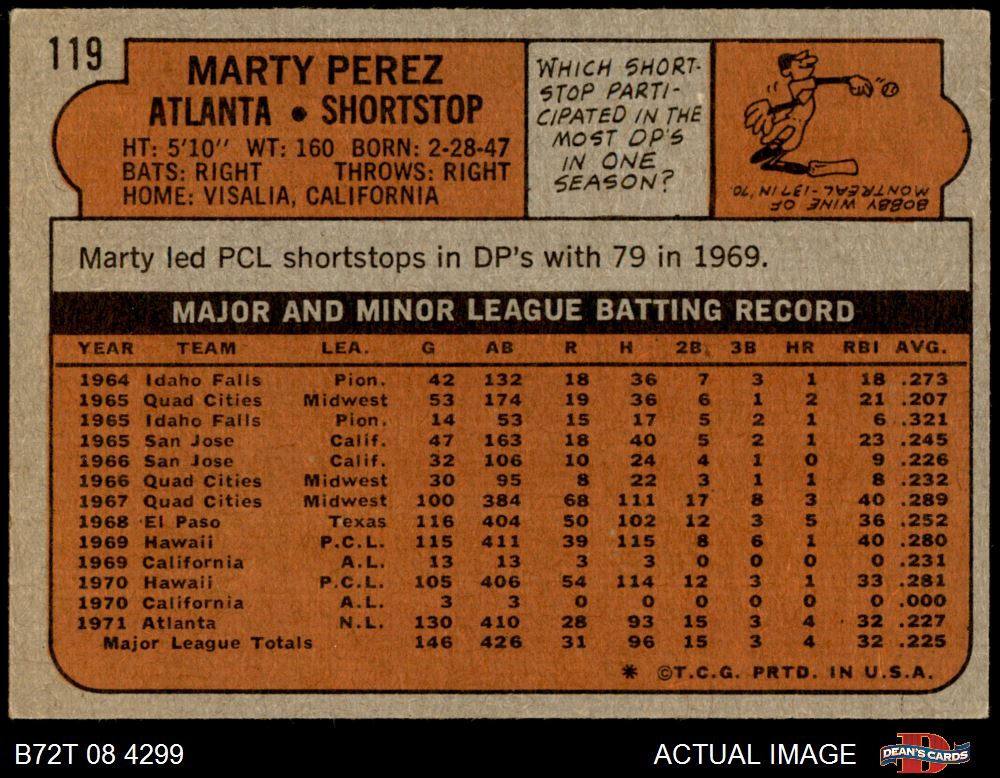 119
MARTY PEREZ
ATLANTA • SHORTSTOP
HT: 5'10" WT: 160 BORN: 2-28-47
BATS: RIGHT THROWS: RIGHT
HOME: VISALIA, CALIFORNIA
WHICH SHORT-
STOP PARTI-
CIPATED IN THE
MOST DP'S
IN ONE
SEASON?
BOBBY WINE OF
MONTREAL-137 IN '70.
Marty led PCL shortstops in DP's with 79 in 1969.
MAJOR AND MINOR LEAGUE BATTING RECORD
YEAR TEAM LEA. G AB R H 2B 3B HR RBI AVG.
1964 Idaho Falls Pion. 42 132 18 36 7 3 1 18 .273
1965 Quad Cities Midwest 53 174 19 36 6 1 2 21 .207
1965 Idaho Falls Pion. 14 53 15 17 5 2 1 6 .321
1965 San Jose Calif. 47 163 18 40 5 2 1 23 .245
1966 San Jose Calif. 32 106 10 24 4 1 0 9 .226
1966 Quad Cities Midwest 30 95 8 22 3 1 1 8 .232
1967 Quad Cities Midwest 100 384 68 111 17 8 3 40 .289
1968 El Paso Texas 116 404 50 102 12 3 5 36 .252
1969 Hawaii P.C.L. 115 411 39 115 8 6 1 40 .280
1969 California A.L. 13 13 3 3 0 0 0 0 .231
1970 Hawaii P.C.L. 105 406 54 114 12 3 1 33 .281
1970 California A.L. 3 3 0 0 0 0 0 0 .000
1971 Atlanta N.L. 130 410 28 93 15 3 4 32 .227
Major League Totals 146 426 31 96 15 3 4 32 .225
* ©T.C.G. PRTD. IN U.S.A.
B72T 08 4299 ACTUAL IMAGE DEAN'S CARDS